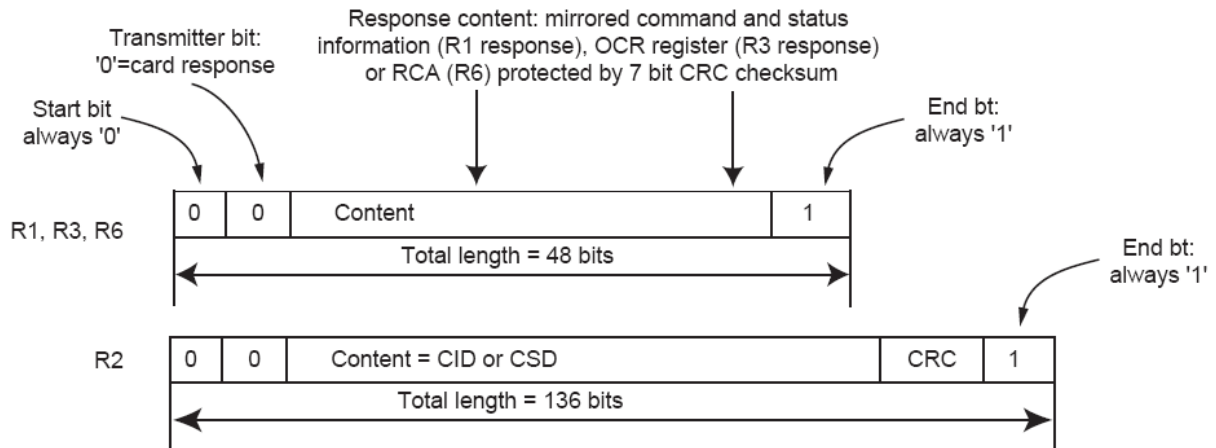 Transmitter bit:
'0'=card response
Response content: mirrored command and status
information (R1 response), OCR register (R3 response)
or RCA (R6) protected by 7 bit CRC checksum
Start bit
always '0'
End bt:
always '1'
R1, R3, R6
0 0 Content 1
Total length = 48 bits
End bt:
always '1'
R2
0 0 Content = CID or CSD CRC 1
Total length = 136 bits